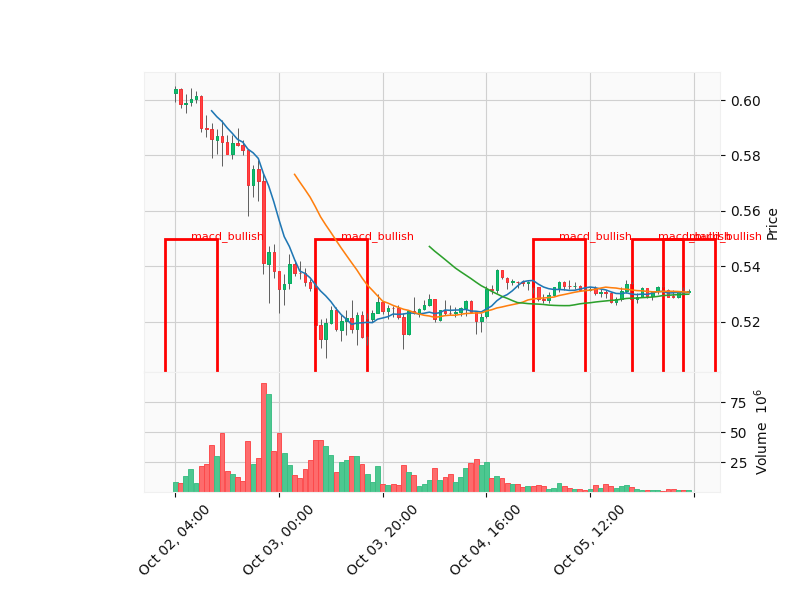 0.60
0.58
0.56
0.54
0.52
Price
macd_bullish
macd_bullish
macd_bullish
macd_bullish
macd_bullish
75
50
25
Volume 10^6
Oct 02, 04:00
Oct 03, 00:00
Oct 03, 20:00
Oct 04, 16:00
Oct 05, 12:00